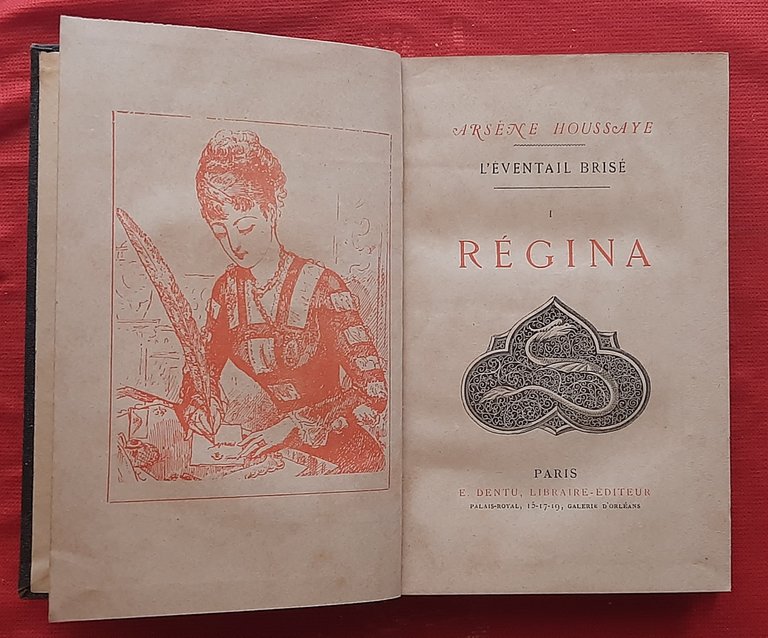 ARSÈNE HOUSSAYE
L'ÉVENTAIL BRISÉ
I
RÉGINA
PARIS
E. DENTU, LIBRAIRE-ÉDITEUR
PALAIS-ROYAL, 15-17-19, GALERIE D'ORLÉANS